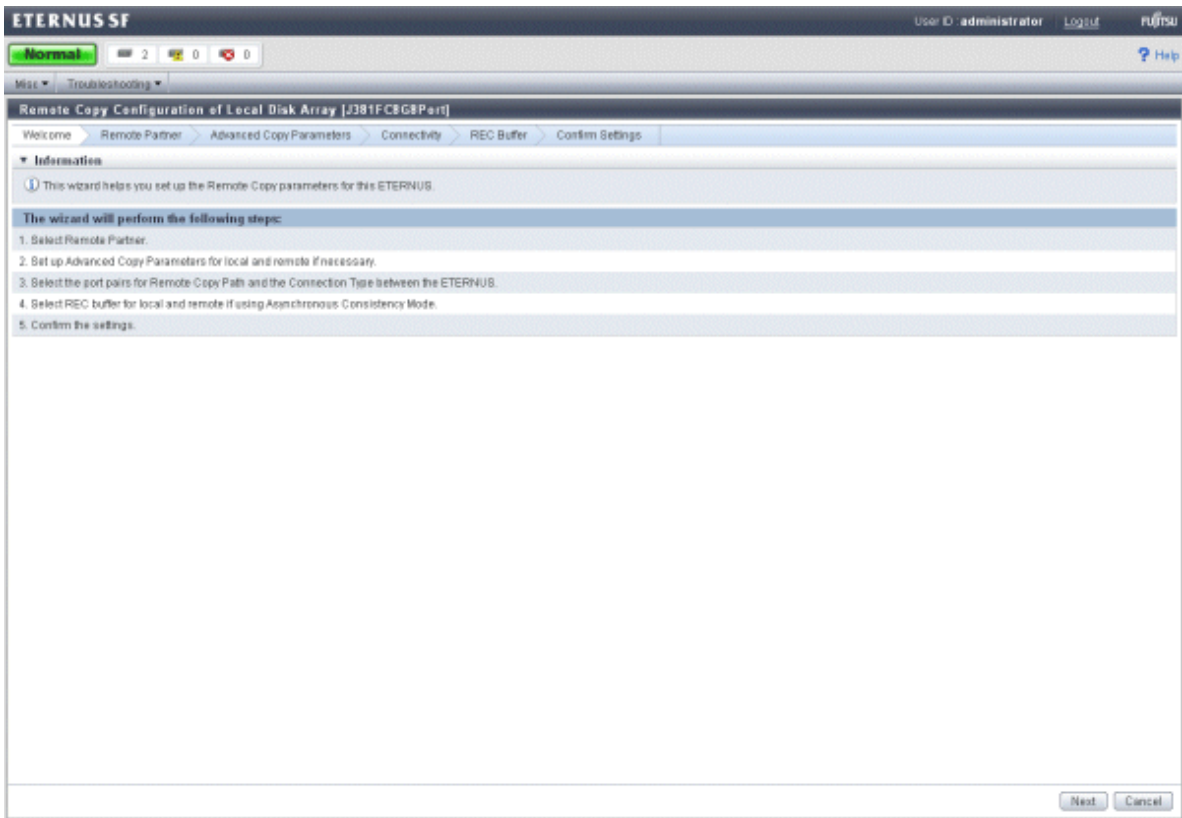 ETERNUS SF User ID : administrator Logout FUJITSU
Normal 2 0 0 ? Help
Misc ▼ Troubleshooting ▼
Remote Copy Configuration of Local Disk Array [J381FC8G8Port]
Welcome Remote Partner Advanced Copy Parameters Connectivity REC Buffer Confirm Settings
▼ Information
This wizard helps you set up the Remote Copy parameters for this ETERNUS.
The wizard will perform the following steps:
1. Select Remote Partner.
2. Set up Advanced Copy Parameters for local and remote if necessary.
3. Select the port pairs for Remote Copy Path and the Connection Type between the ETERNUS.
4. Select REC buffer for local and remote if using Asynchronous Consistency Mode.
5. Confirm the settings.
Next Cancel